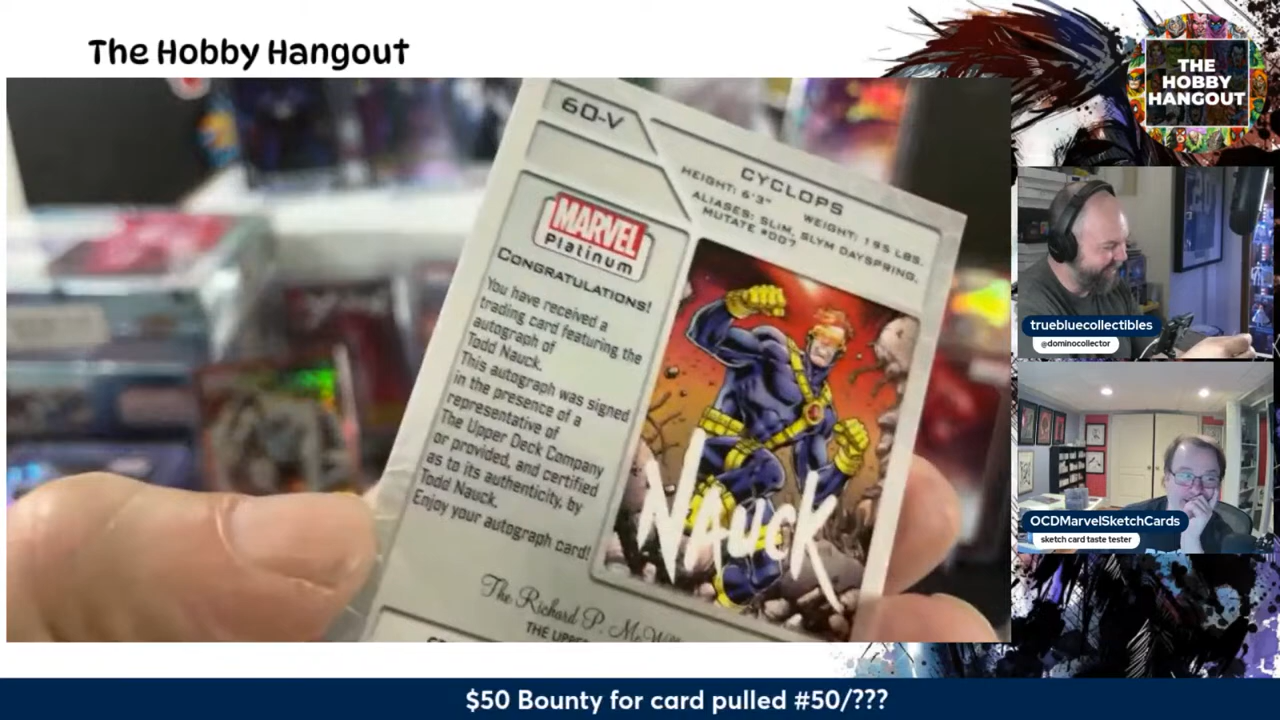 The Hobby Hangout
THE
HOBBY
HANGOUT
60-V
CYCLOPS
HEIGHT: 6'3" WEIGHT: 195 LBS.
ALIASES: SLIM, SLYM DAYSPRING,
MUTATE #007
MARVEL
Platinum
CONGRATULATIONS!
You have received a
trading card featuring the
autograph of
Todd Nauck.
This autograph was signed
in the presence of a
representative of
The Upper Deck Company
or provided, and certified
as to its authenticity, by
Todd Nauck.
Enjoy your autograph card!
NAUCK
The Richard P.
THE UPPER
truebluecollectibles
@dominocollector
OCDMarvelSketchCards
sketch card taste tester
$50 Bounty for card pulled #50/???